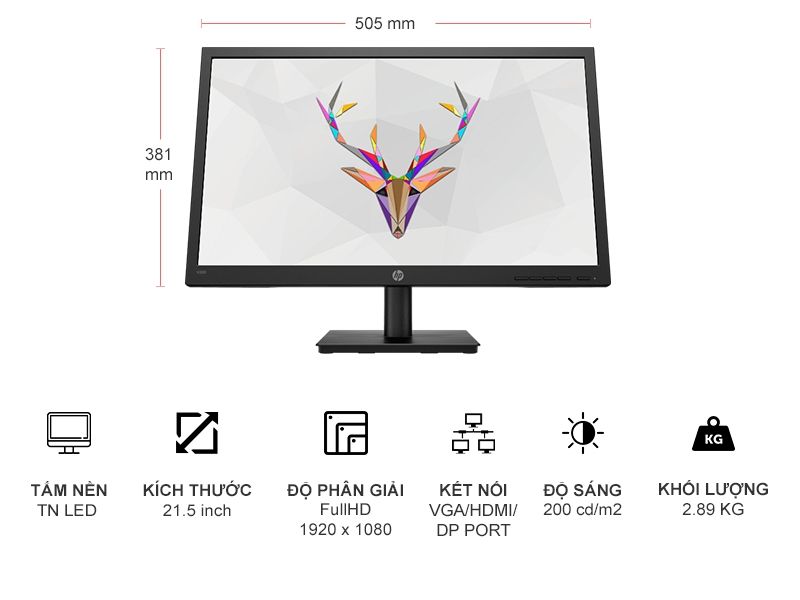 505 mm
381
mm
hp
TẤM NỀN
TN LED
KÍCH THƯỚC
21.5 inch
ĐỘ PHÂN GIẢI
FullHD
1920 x 1080
KẾT NỐI
VGA/HDMI/
DP PORT
ĐỘ SÁNG
200 cd/m2
KG
KHỐI LƯỢNG
2.89 KG